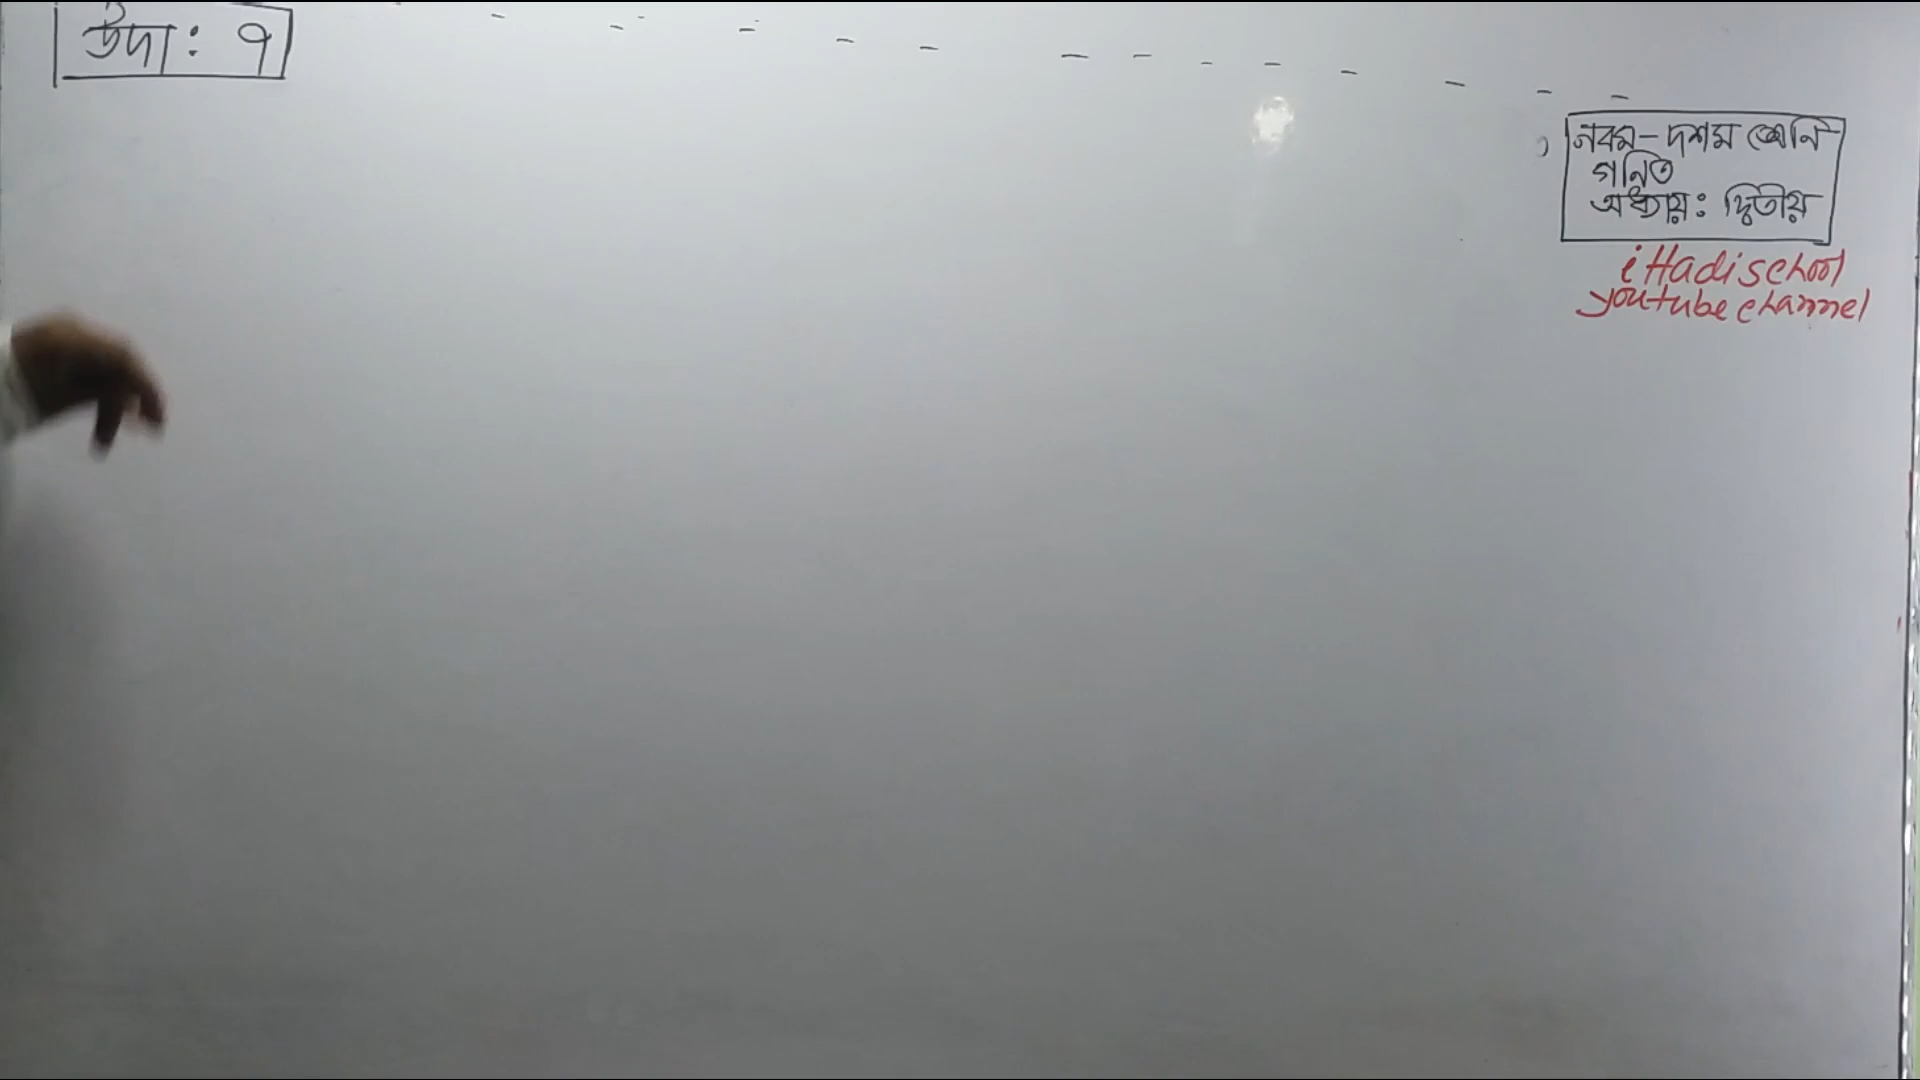 উদা: ৭
নবম-দশম শ্রেনি
গনিত
অধ্যায়: দ্বিতীয়
iHadischool
youtube channel